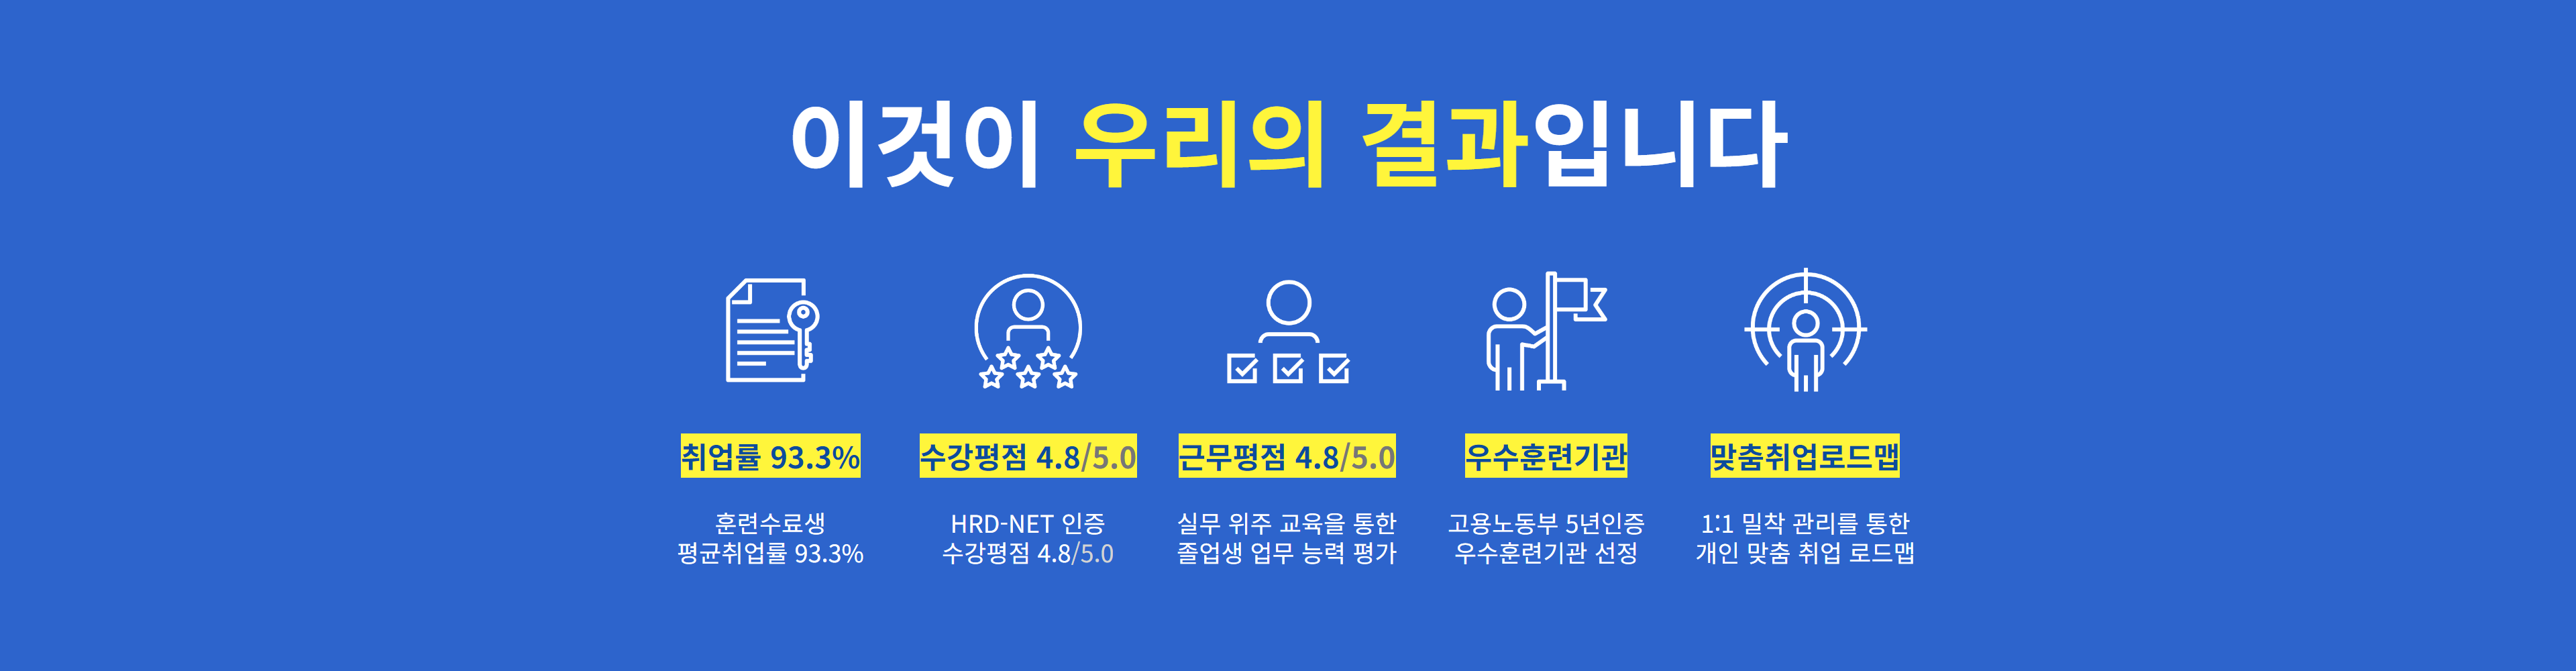 이것이 우리의 결과입니다
취업률 93.3%
훈련수료생
평균취업률 93.3%
수강평점 4.8/5.0
HRD-NET 인증
수강평점 4.8/5.0
근무평점 4.8/5.0
실무 위주 교육을 통한
졸업생 업무 능력 평가
우수훈련기관
고용노동부 5년인증
우수훈련기관 선정
맞춤취업로드맵
1:1 밀착 관리를 통한
개인 맞춤 취업 로드맵